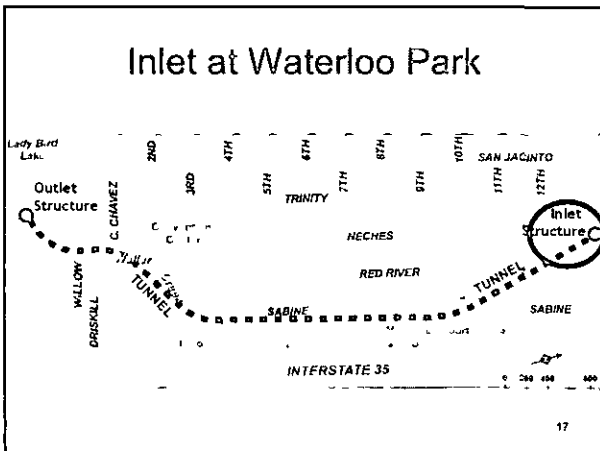 Inlet at Waterloo Park
Lady Bird
Lake
2ND
3RD
4TH
5TH
6TH
7TH
8TH
9TH
10TH
11TH
12TH
SAN JACINTO
Outlet
Structure
C. CHAVEZ
TRINITY
Inlet
Structure
NECHES
RED RIVER
TUNNEL
WILLOW
DRISKILL
TUNNEL
SABINE
SABINE
INTERSTATE 35
0
400
17